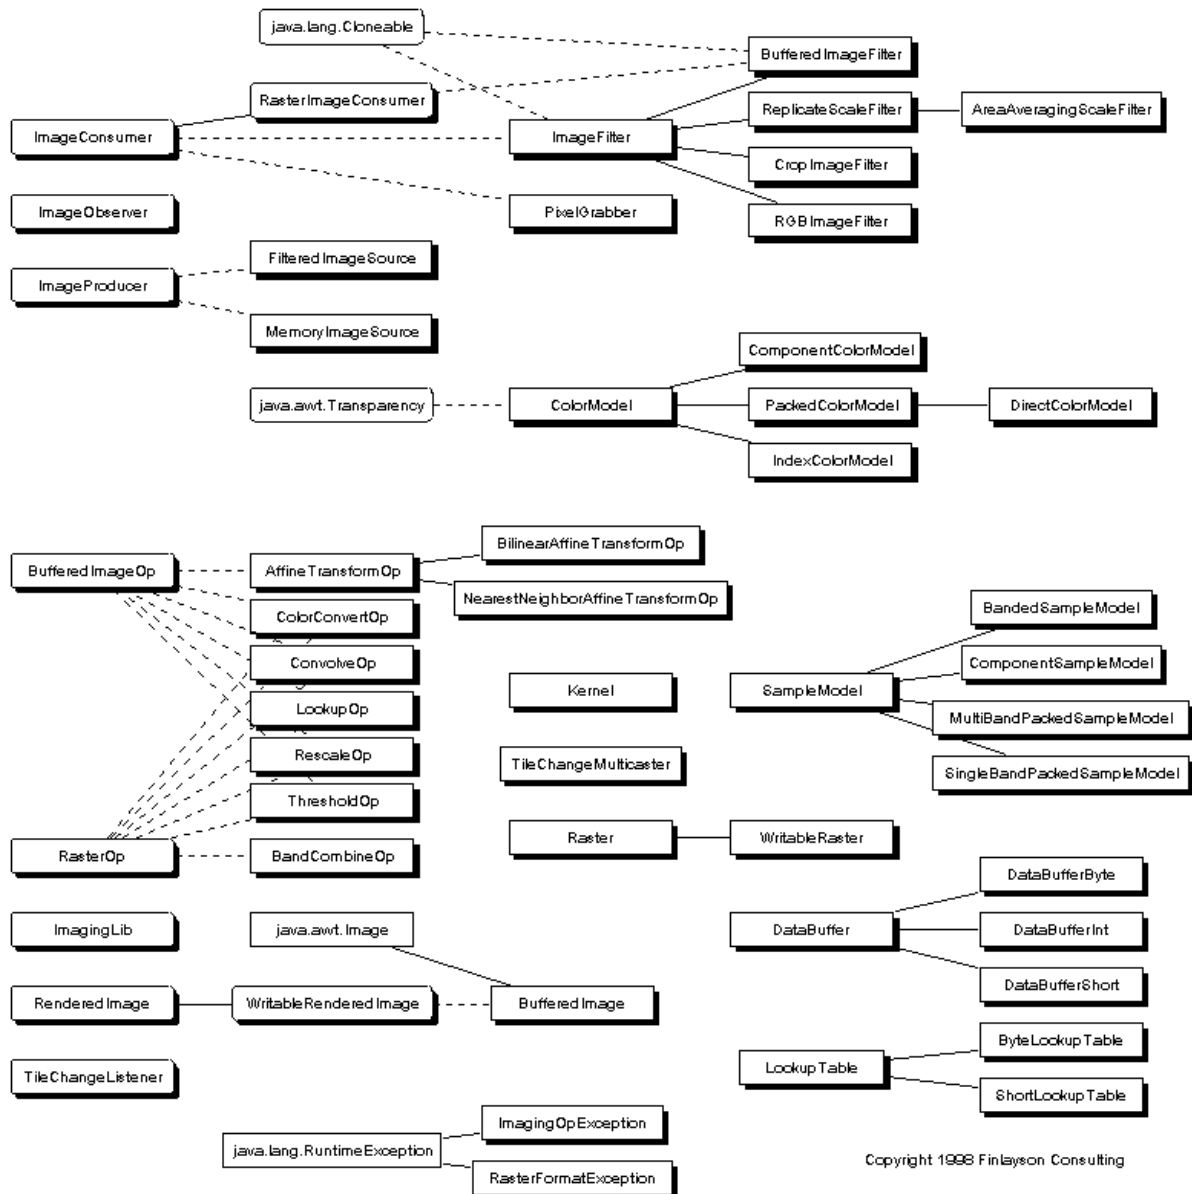 java.lang.Cloneable
BufferedImageFilter
RasterImageConsumer
ReplicateScaleFilter
AreaAveragingScaleFilter
ImageConsumer
ImageFilter
CropImageFilter
ImageObserver
PixelGrabber
RGBImageFilter
FilteredImageSource
ImageProducer
MemoryImageSource
ComponentColorModel
java.awt.Transparency
ColorModel
PackedColorModel
DirectColorModel
IndexColorModel
BilinearAffineTransformOp
BufferedImageOp
AffineTransformOp
NearestNeighborAffineTransformOp
ColorConvertOp
BandedSampleModel
ConvolveOp
ComponentSampleModel
Kernel
SampleModel
LookupOp
MultiBandPackedSampleModel
RescaleOp
TileChangeMulticaster
SingleBandPackedSampleModel
ThresholdOp
Raster
WritableRaster
RasterOp
BandCombineOp
DataBufferByte
ImagingLib
java.awt.Image
DataBuffer
DataBufferInt
DataBufferShort
RenderedImage
WritableRenderedImage
BufferedImage
ByteLookupTable
LookupTable
TileChangeListener
ShortLookupTable
ImagingOpException
java.lang.RuntimeException
RasterFormatException
Copyright 1998 Finlayson Consulting